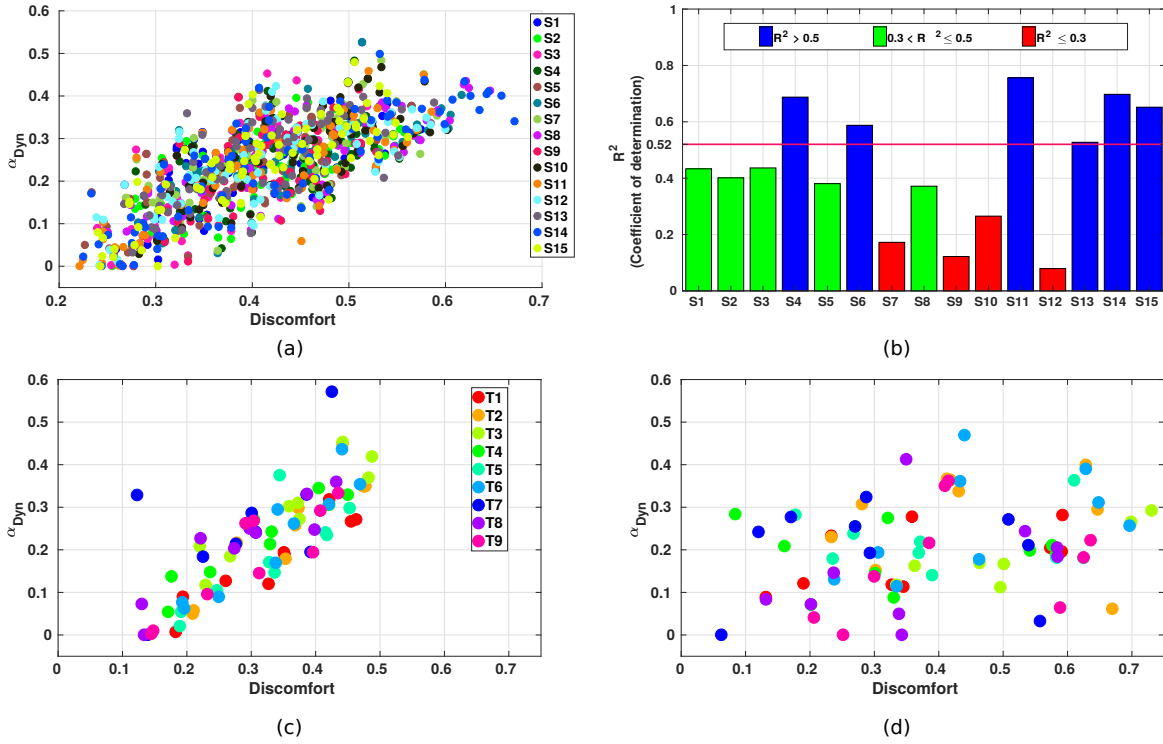 0.6
0.5
0.4
0.3
0.2
0.1
0
α Dyn
0.2
0.3
0.4
0.5
0.6
0.7
Discomfort
S1
S2
S3
S4
S5
S6
S7
S8
S9
S10
S11
S12
S13
S14
S15
(a)
1
0.8
0.6
0.52
0.4
0.2
0
R²
(Coefficient of determination)
R² > 0.5
0.3 < R ² ≤ 0.5
R² ≤ 0.3
S1
S2
S3
S4
S5
S6
S7
S8
S9
S10
S11
S12
S13
S14
S15
(b)
0.6
0.5
0.4
0.3
0.2
0.1
0
α Dyn
0
0.1
0.2
0.3
0.4
0.5
0.6
0.7
Discomfort
T1
T2
T3
T4
T5
T6
T7
T8
T9
(c)
0.6
0.5
0.4
0.3
0.2
0.1
0
α Dyn
0
0.1
0.2
0.3
0.4
0.5
0.6
0.7
Discomfort
(d)